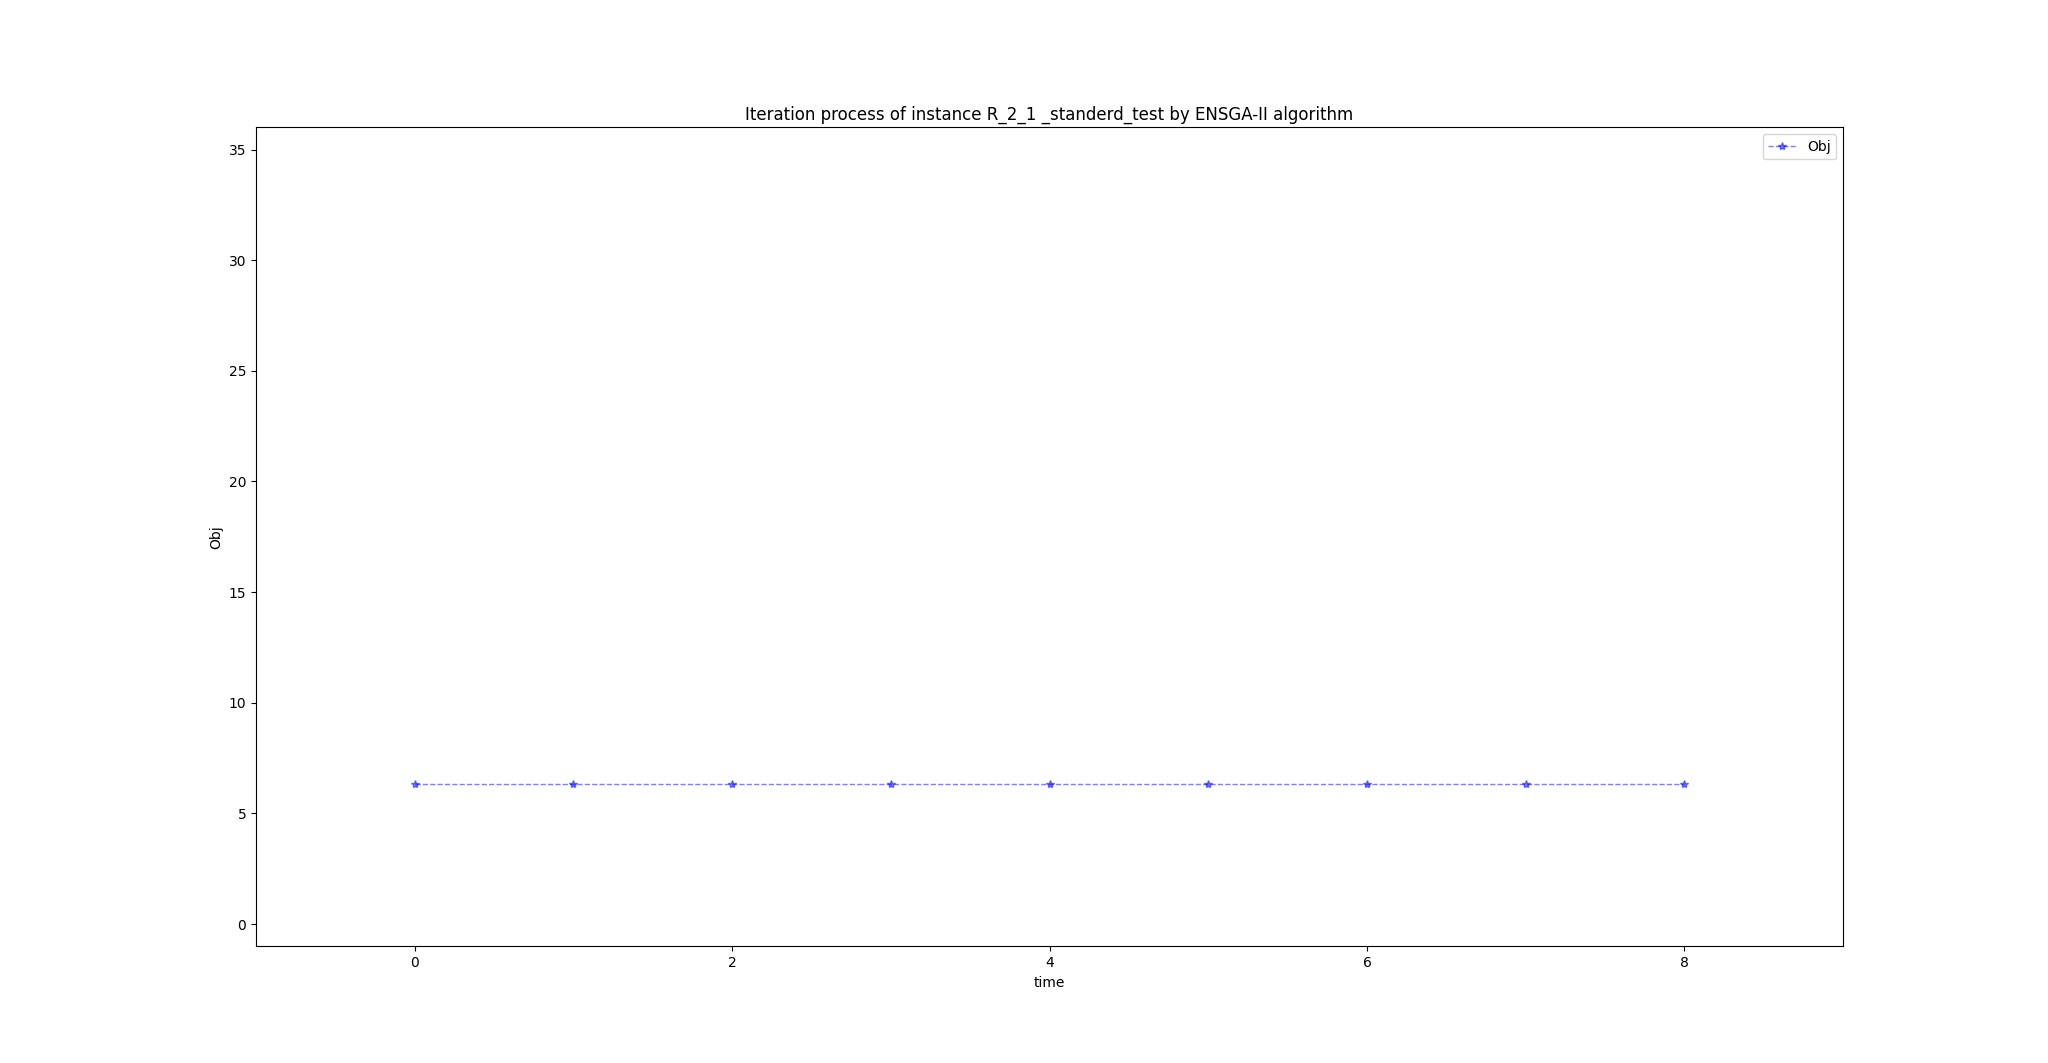 Iteration process of instance R_2_1 _standerd_test by ENSGA-II algorithm
Obj
35
30
25
20
15
10
5
0
Obj
0 2 4 6 8
time